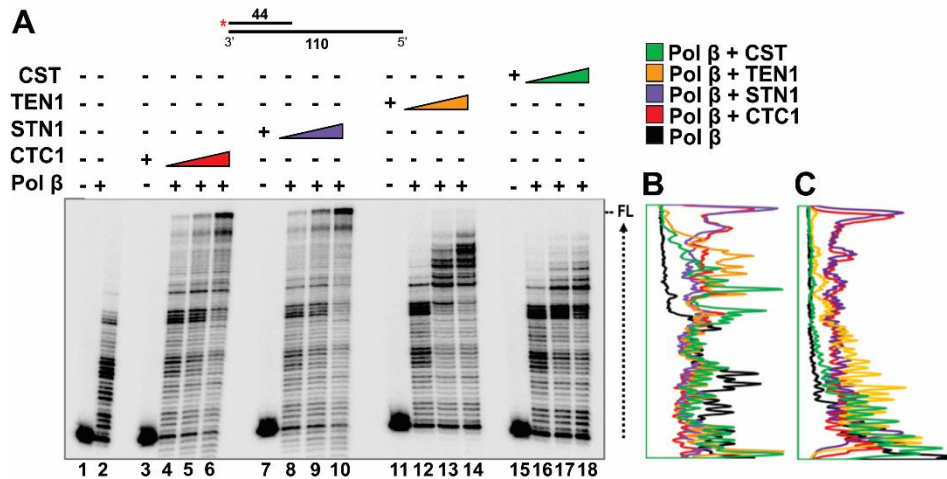 A
* 44
3' 110 5'
CST - - - - - - - - - - - - - - +
TEN1 - - - - - - - - - - + - - - -
STN1 - - - - - - + - - - - - - - -
CTC1 - - + - - - - - - - - - - - -
Pol β - + - + + + - + + + - + + + - + + +
-- FL
1 2 3 4 5 6 7 8 9 10 11 12 13 14 15 16 17 18
Pol β + CST
Pol β + TEN1
Pol β + STN1
Pol β + CTC1
Pol β
B C